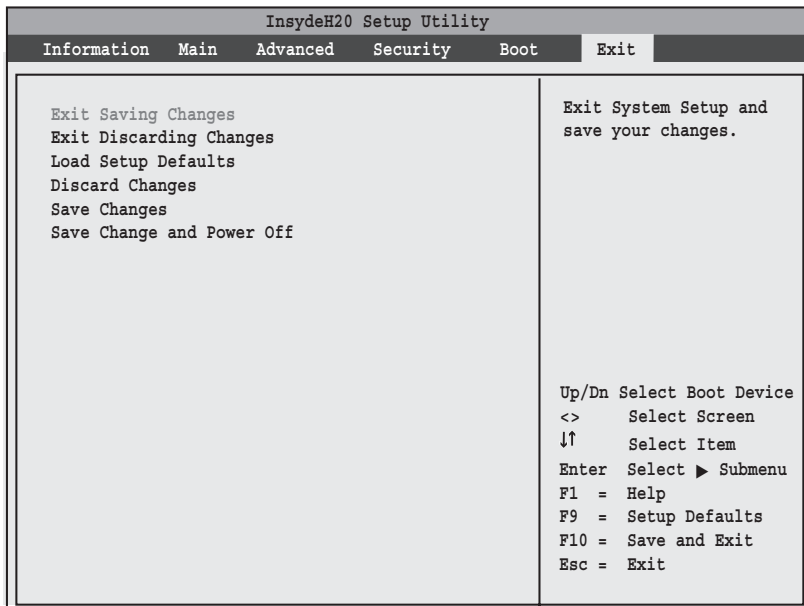 InsydeH20 Setup Utility
Information Main Advanced Security Boot Exit
Exit Saving Changes
Exit Discarding Changes
Load Setup Defaults
Discard Changes
Save Changes
Save Change and Power Off
Exit System Setup and
save your changes.
Up/Dn Select Boot Device
<> Select Screen
↓↑ Select Item
Enter Select ▶ Submenu
F1 = Help
F9 = Setup Defaults
F10 = Save and Exit
Esc = Exit